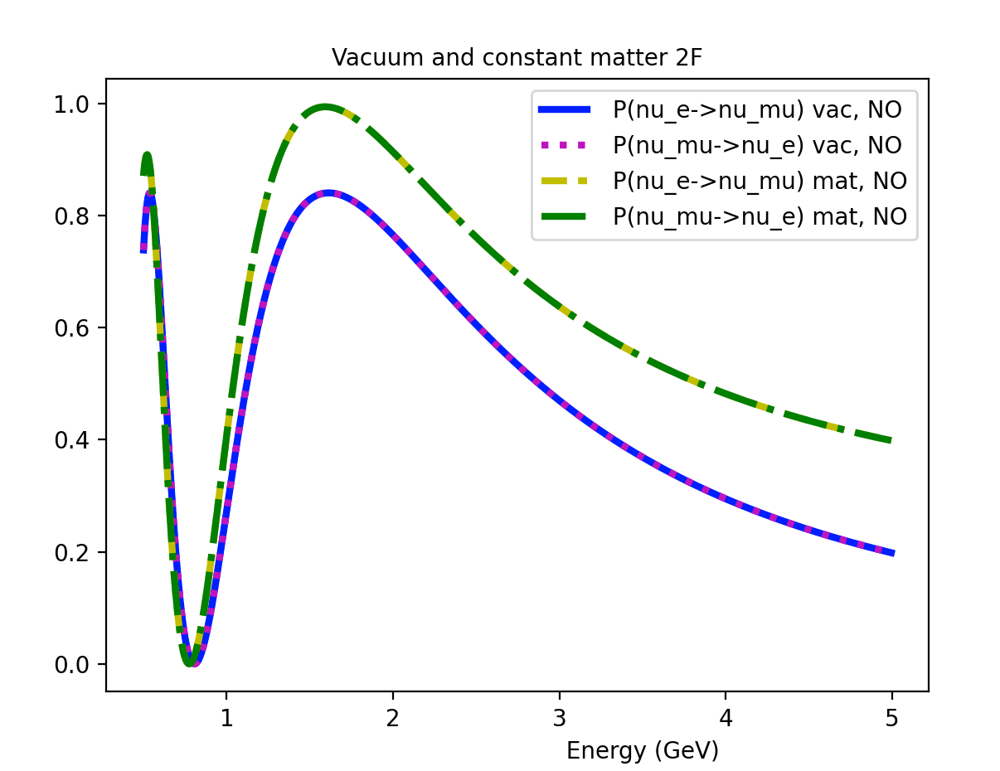 Vacuum and constant matter 2F
P(nu_e->nu_mu) vac, NO
P(nu_mu->nu_e) vac, NO
P(nu_e->nu_mu) mat, NO
P(nu_mu->nu_e) mat, NO
1.0
0.8
0.6
0.4
0.2
0.0
1 2 3 4 5
Energy (GeV)